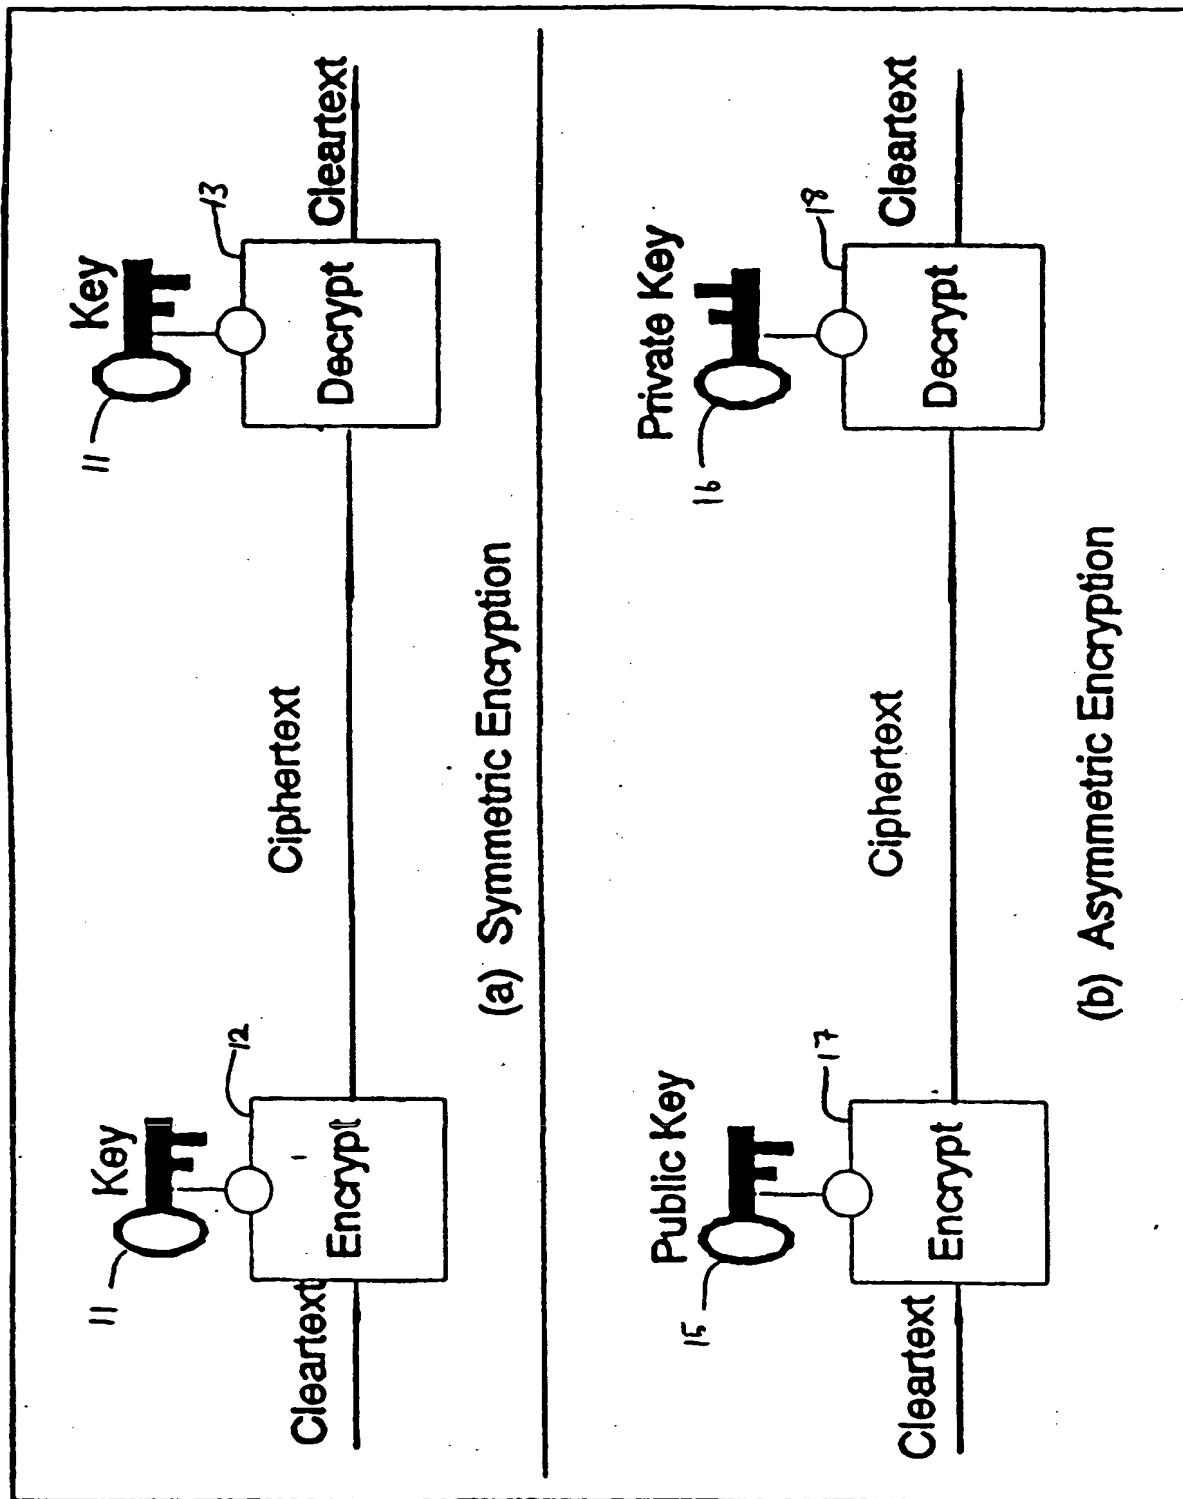 Key
Key
11
12
11
13
Cleartext
Encrypt
Ciphertext
Decrypt
Cleartext
(a) Symmetric Encryption
Public Key
Private Key
15
17
16
18
Cleartext
Encrypt
Ciphertext
Decrypt
Cleartext
(b) Asymmetric Encryption